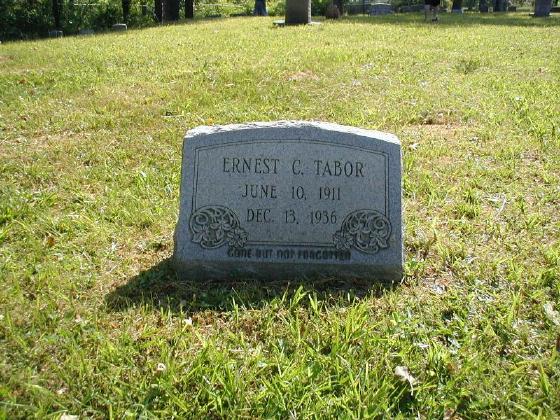 ERNEST C. TABOR
JUNE 10, 1911
DEC. 13, 1936
GONE BUT NOT FORGOTTEN